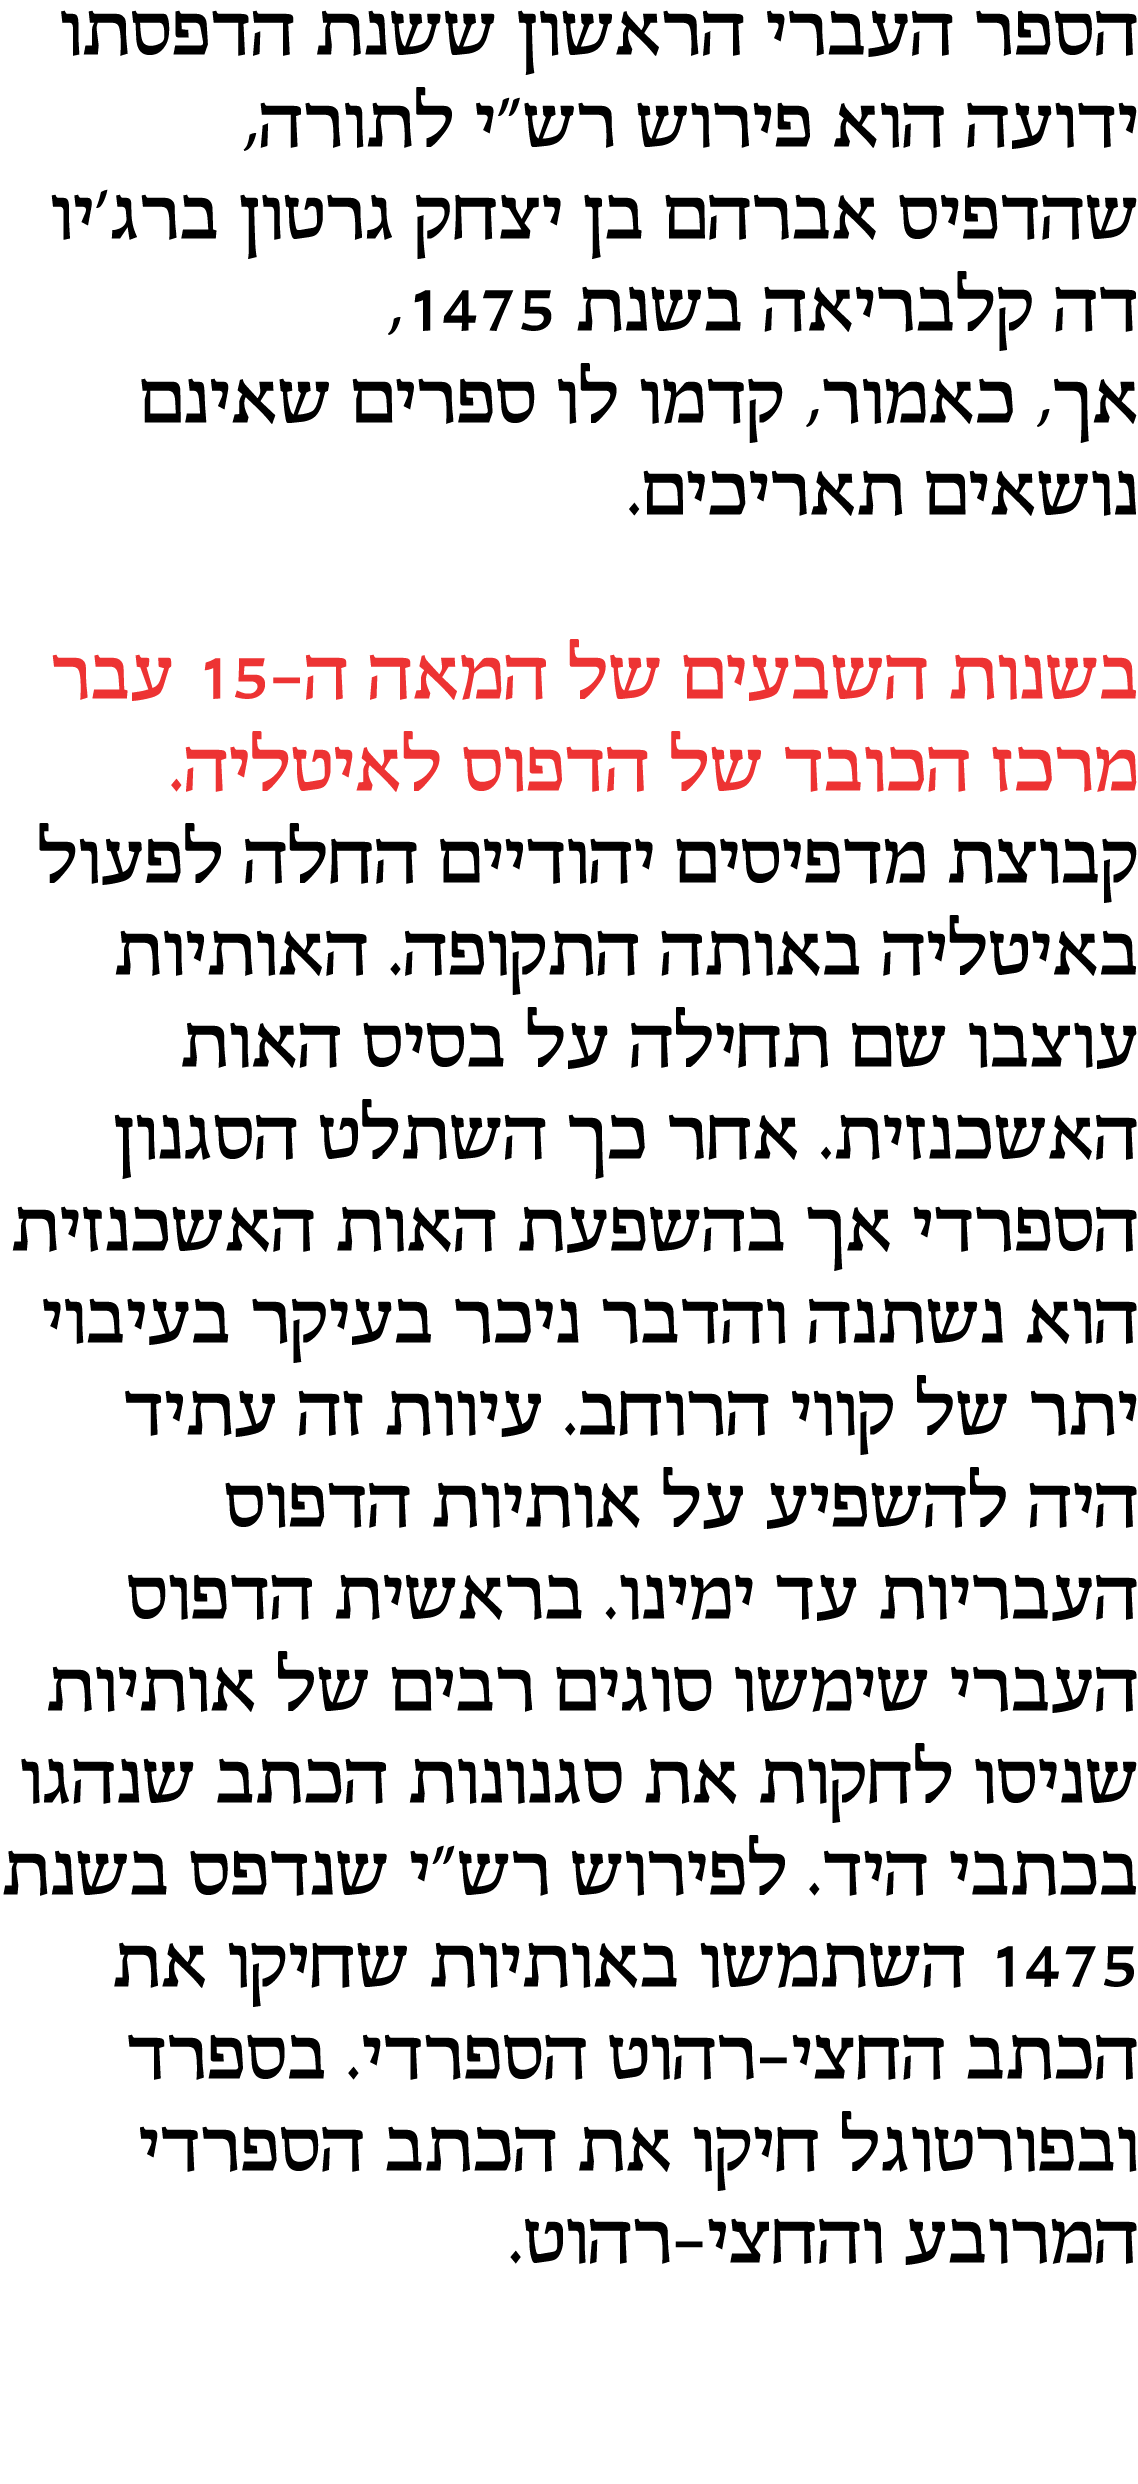 הספר העברי הראשון ששנת הדפסתו
ידועה הוא פירוש רש״י לתורה,
שהדפיס אברהם בן יצחק גרטון ברג׳יו
דה קלבריאה בשנת 1475,
אך, כאמור, קדמו לו ספרים שאינם
נושאים תאריכים.
בשנות השבעים של המאה ה-15 עבר
מרכז הכובד של הדפוס לאיטליה.
קבוצת מדפיסים יהודיים החלה לפעול
באיטליה באותה התקופה. האותיות
עוצבו שם תחילה על בסיס האות
האשכנזית. אחר כך השתלט הסגנון
הספרדי אך בהשפעת האות האשכנזית
הוא נשתנה והדבר ניכר בעיקר בעיבוי
יתר של קווי הרוחב. עיוות זה עתיד
היה להשפיע על אותיות הדפוס
העבריות עד ימינו. בראשית הדפוס
העברי שימשו סוגים רבים של אותיות
שניסו לחקות את סגנונות הכתב שנהגו
בכתבי היד. לפירוש רש״י שנדפס בשנת
1475 השתמשו באותיות שחיקו את
הכתב החצי-רהוט הספרדי. בספרד
ובפורטוגל חיקו את הכתב הספרדי
המרובע והחצי-רהוט.